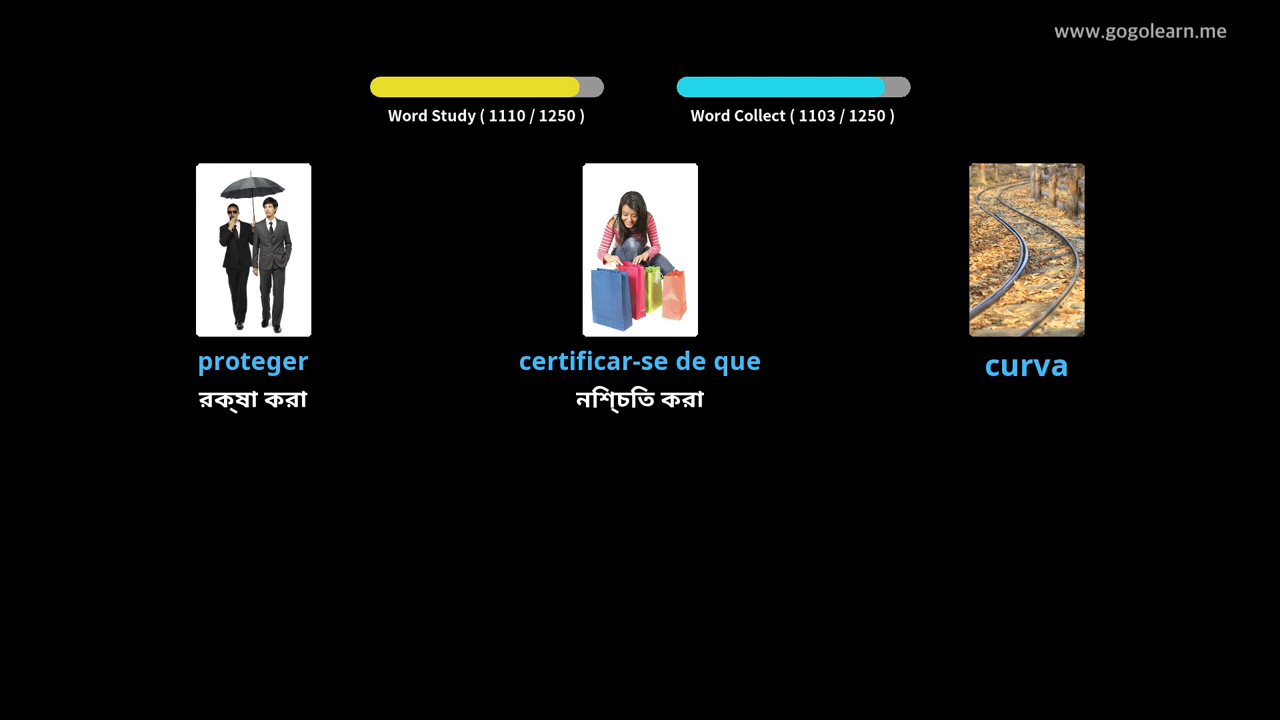 www.gogolearn.me
Word Study ( 1110 / 1250 )
Word Collect ( 1103 / 1250 )
proteger
certificar-se de que
curva
রক্ষা করা
নিশ্চিত করা